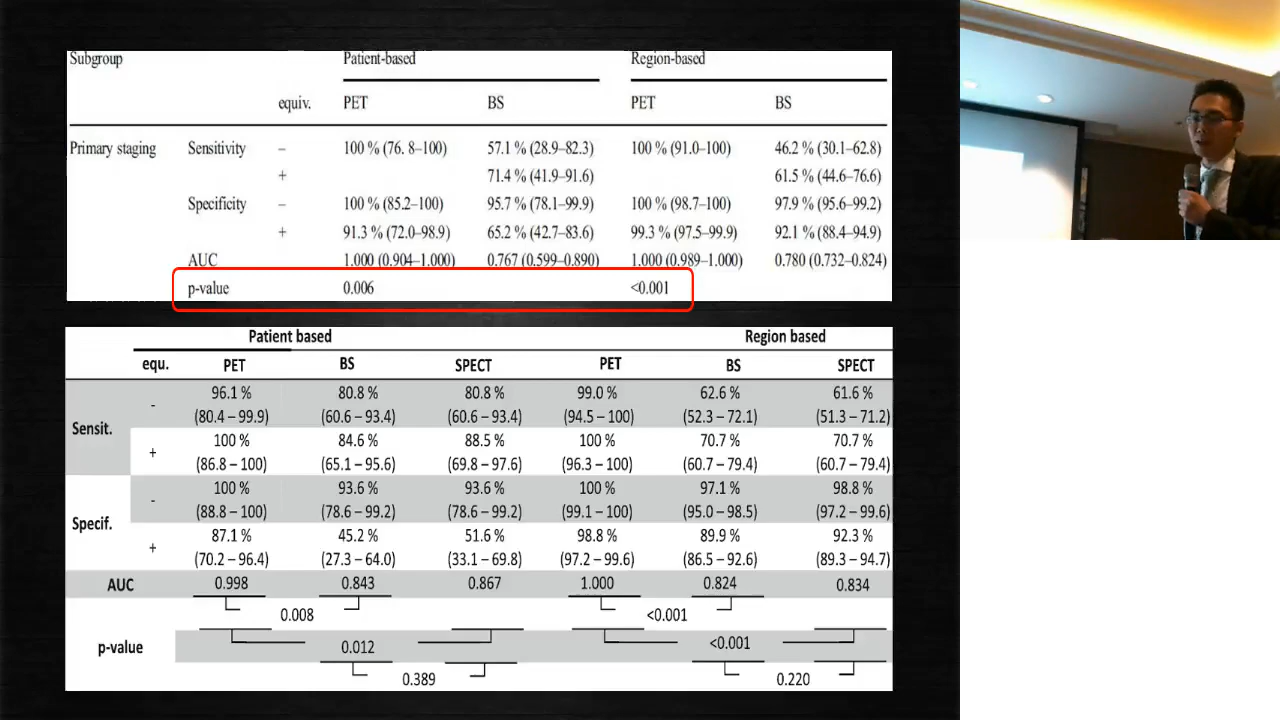 Subgroup Patient-based Region-based
equiv. PET BS PET BS
Primary staging Sensitivity – 100 % (76. 8–100) 57.1 % (28.9–82.3) 100 % (91.0–100) 46.2 % (30.1–62.8)
+ 71.4 % (41.9–91.6) 61.5 % (44.6–76.6)
Specificity – 100 % (85.2–100) 95.7 % (78.1–99.9) 100 % (98.7–100) 97.9 % (95.6–99.2)
+ 91.3 % (72.0–98.9) 65.2 % (42.7–83.6) 99.3 % (97.5–99.9) 92.1 % (88.4–94.9)
AUC 1.000 (0.904–1.000) 0.767 (0.599–0.890) 1.000 (0.989–1.000) 0.780 (0.732–0.824)
p-value 0.006 <0.001
Patient based Region based
equ. PET BS SPECT PET BS SPECT
Sensit. - 96.1 % 80.8 % 80.8 % 99.0 % 62.6 % 61.6 %
(80.4 – 99.9) (60.6 – 93.4) (60.6 – 93.4) (94.5 – 100) (52.3 – 72.1) (51.3 – 71.2)
+ 100 % 84.6 % 88.5 % 100 % 70.7 % 70.7 %
(86.8 – 100) (65.1 – 95.6) (69.8 – 97.6) (96.3 – 100) (60.7 – 79.4) (60.7 – 79.4)
Specif. - 100 % 93.6 % 93.6 % 100 % 97.1 % 98.8 %
(88.8 – 100) (78.6 – 99.2) (78.6 – 99.2) (99.1 – 100) (95.0 – 98.5) (97.2 – 99.6)
+ 87.1 % 45.2 % 51.6 % 98.8 % 89.9 % 92.3 %
(70.2 – 96.4) (27.3 – 64.0) (33.1 – 69.8) (97.2 – 99.6) (86.5 – 92.6) (89.3 – 94.7)
AUC 0.998 0.843 0.867 1.000 0.824 0.834
0.008 <0.001
p-value 0.012 <0.001
0.389 0.220